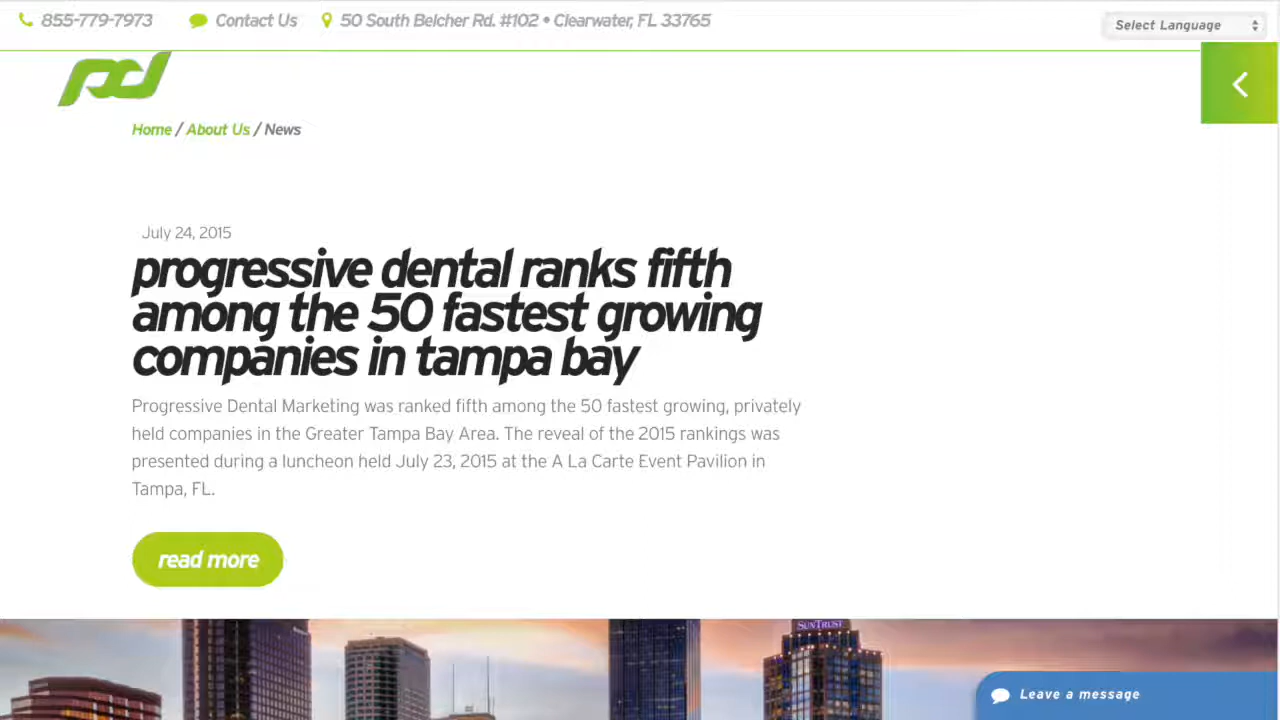 855-779-7973 Contact Us 50 South Belcher Rd. #102 • Clearwater, FL 33765 Select Language
pd
Home / About Us / News
July 24, 2015
progressive dental ranks fifth
among the 50 fastest growing
companies in tampa bay
Progressive Dental Marketing was ranked fifth among the 50 fastest growing, privately
held companies in the Greater Tampa Bay Area. The reveal of the 2015 rankings was
presented during a luncheon held July 23, 2015 at the A La Carte Event Pavilion in
Tampa, FL.
read more
SUNTRUST
Leave a message